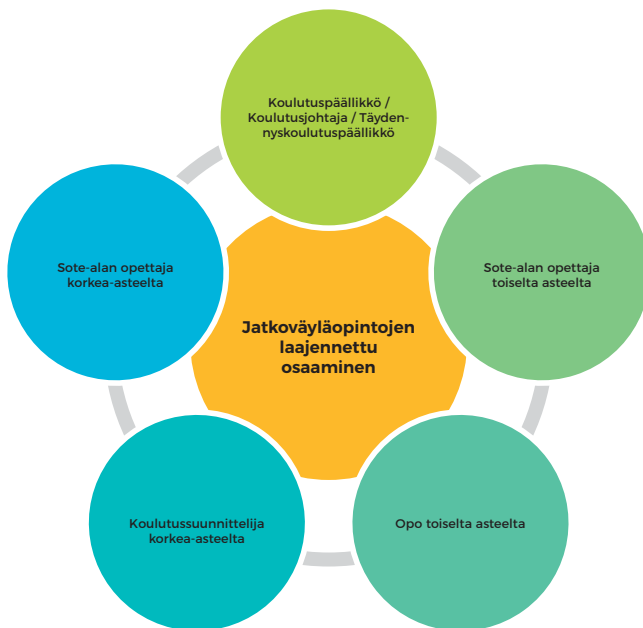 Koulutuspäällikkö /
Koulutusjohtaja / Täyden-
nyskoulutuspäällikkö
Sote-alan opettaja
korkea-asteelta
Sote-alan opettaja
toiselta asteelta
Jatkoväyläopintojen
laajennettu
osaaminen
Koulutussuunnittelija
korkea-asteelta
Opo toiselta asteelta